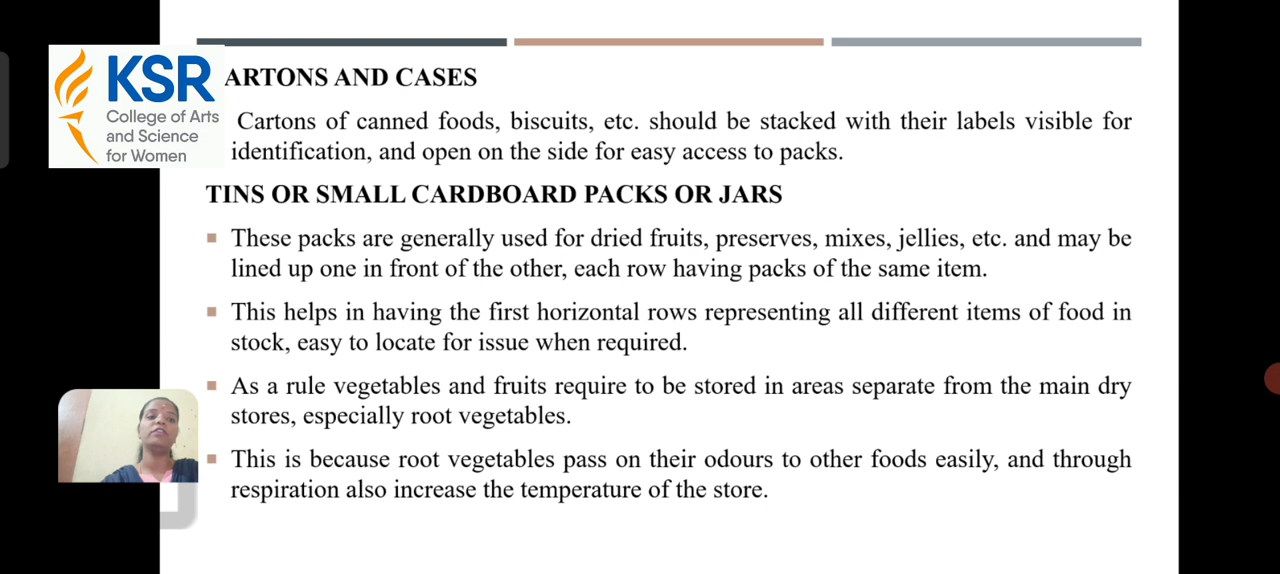 KSR
College of Arts
and Science
for Women
ARTONS AND CASES
Cartons of canned foods, biscuits, etc. should be stacked with their labels visible for
identification, and open on the side for easy access to packs.
TINS OR SMALL CARDBOARD PACKS OR JARS
These packs are generally used for dried fruits, preserves, mixes, jellies, etc. and may be
lined up one in front of the other, each row having packs of the same item.
This helps in having the first horizontal rows representing all different items of food in
stock, easy to locate for issue when required.
As a rule vegetables and fruits require to be stored in areas separate from the main dry
stores, especially root vegetables.
This is because root vegetables pass on their odours to other foods easily, and through
respiration also increase the temperature of the store.